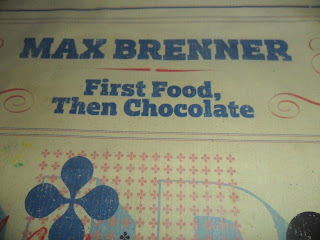 MAX BRENNER
First Food,
Then Chocolate